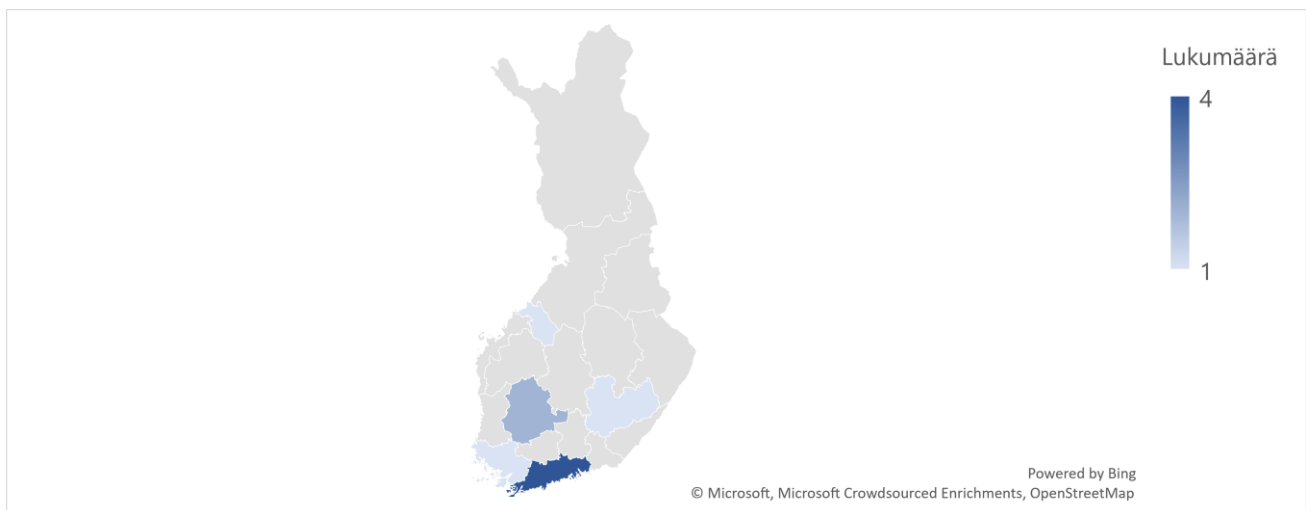 Lukumäärä
4
1
Powered by Bing
© Microsoft, Microsoft Crowdsourced Enrichments, OpenStreetMap